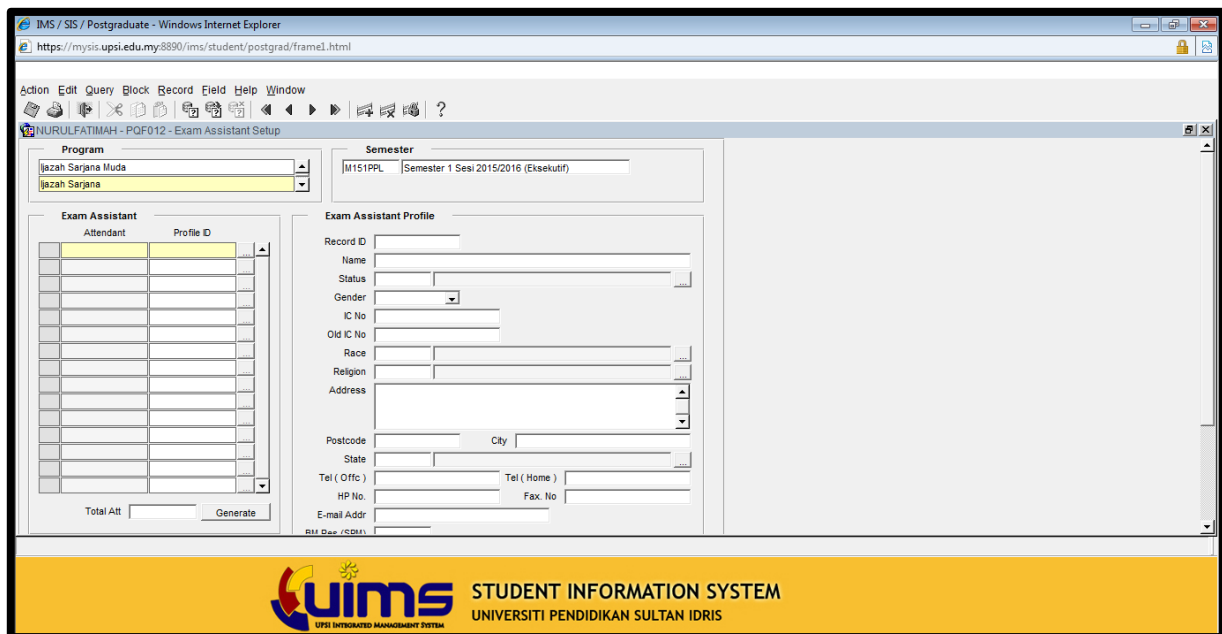 IMS / SIS / Postgraduate - Windows Internet Explorer
https://mysis.upsi.edu.my:8890/ims/student/postgrad/frame1.html
Action Edit Query Block Record Field Help Window
NURULFATIMAH - PQF012 - Exam Assistant Setup
Program
Ijazah Sarjana Muda
Ijazah Sarjana
Semester
M151PPL Semester 1 Sesi 2015/2016 (Eksekutif)
Exam Assistant
Attendant Profile ID
Total Att Generate
Exam Assistant Profile
Record ID
Name
Status
Gender
IC No
Old IC No
Race
Religion
Address
Postcode City
State
Tel ( Offc ) Tel ( Home )
HP No. Fax. No
E-mail Addr
BM Res (SPM)
uims
UPSI INTEGRATED MANAGEMENT SYSTEM
STUDENT INFORMATION SYSTEM
UNIVERSITI PENDIDIKAN SULTAN IDRIS